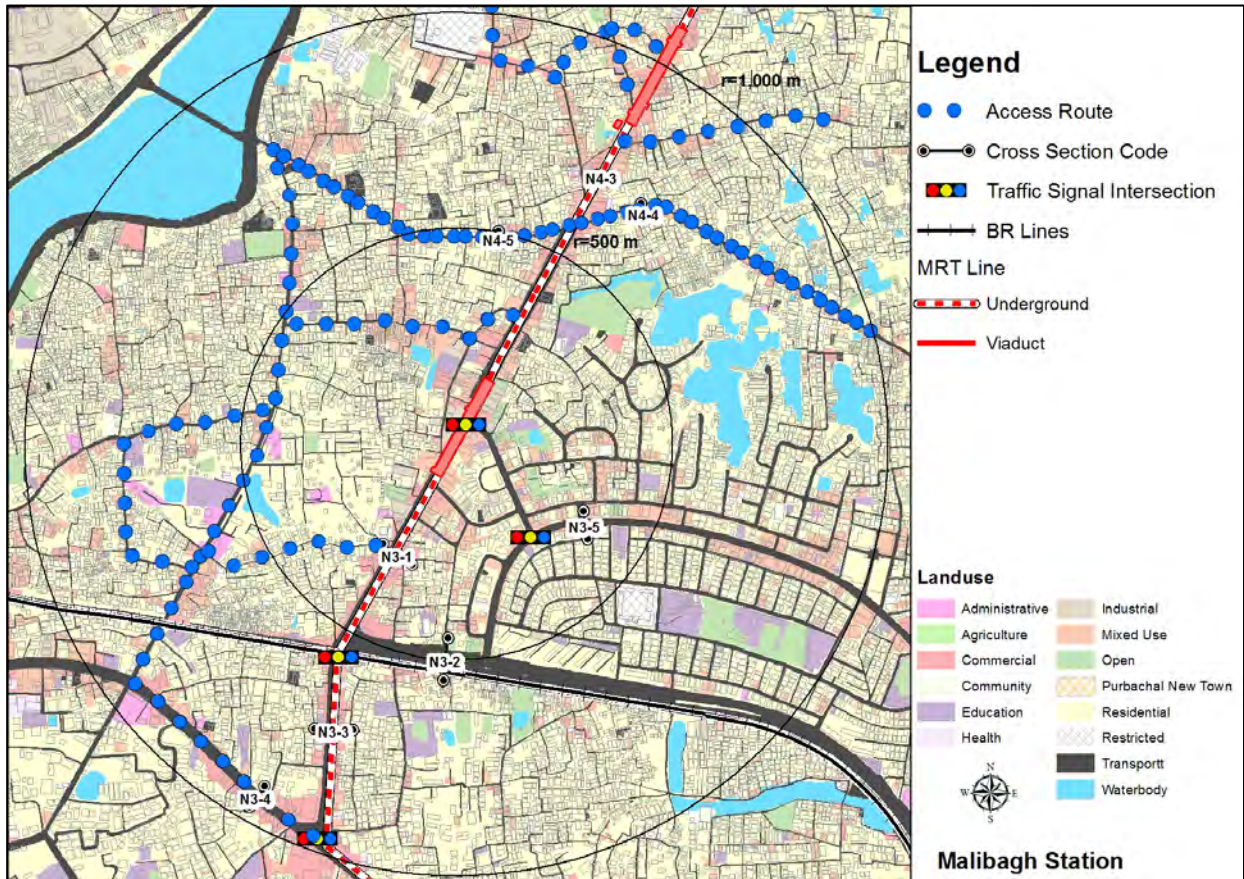 r=1,000 m
N4-3
N4-4
N4-5
r=500 m
N3-5
N3-1
N3-2
N3-3
N3-4
Legend
Access Route
Cross Section Code
Traffic Signal Intersection
BR Lines
MRT Line
Underground
Viaduct
Landuse
Administrative
Agriculture
Commercial
Community
Education
Health
Industrial
Mixed Use
Open
Purbachal New Town
Residential
Restricted
Transportt
Waterbody
N
W E
S
Malibagh Station